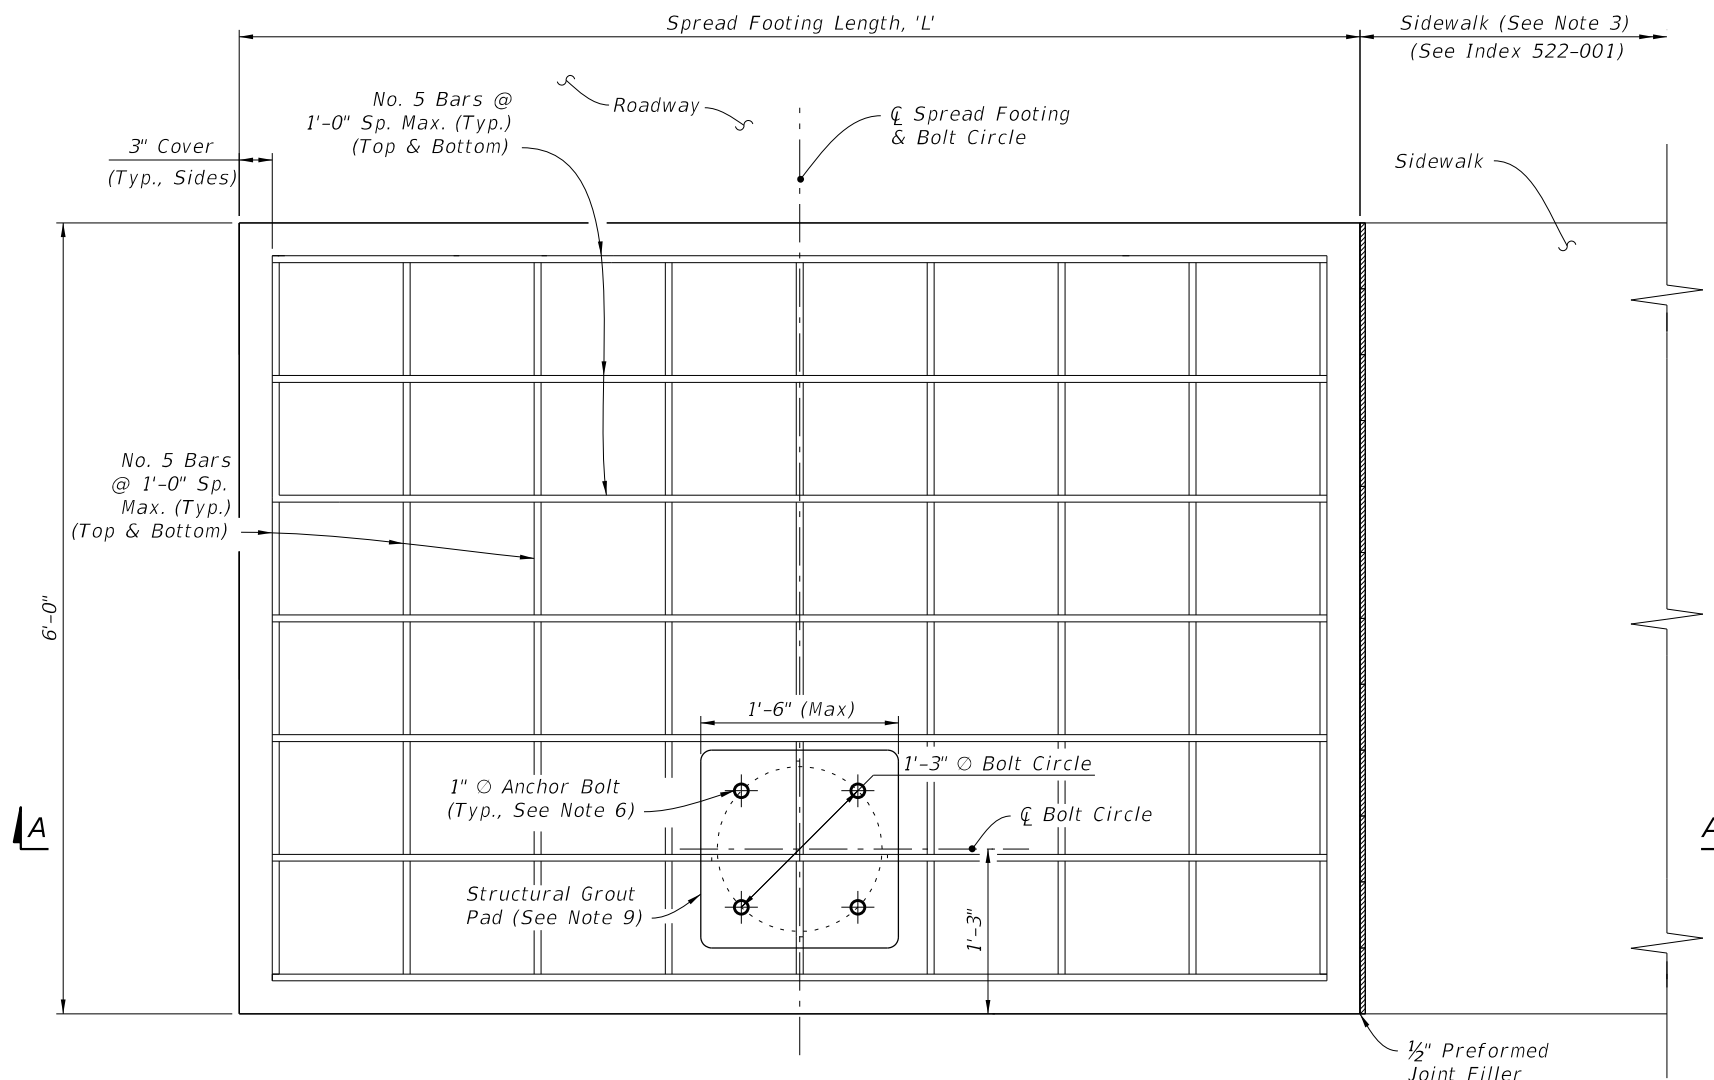 Spread Footing Length, 'L'
Sidewalk (See Note 3)
(See Index 522-001)
No. 5 Bars @
1'-0" Sp. Max. (Typ.)
(Top & Bottom)
Roadway
℄ Spread Footing
& Bolt Circle
3" Cover
(Typ., Sides)
Sidewalk
No. 5 Bars
@ 1'-0" Sp.
Max. (Typ.)
(Top & Bottom)
6'-0"
1'-6" (Max)
1'-3" ∅ Bolt Circle
1" ∅ Anchor Bolt
(Typ., See Note 6)
℄ Bolt Circle
A
A
Structural Grout
Pad (See Note 9)
1'-3"
½" Preformed
Joint Filler